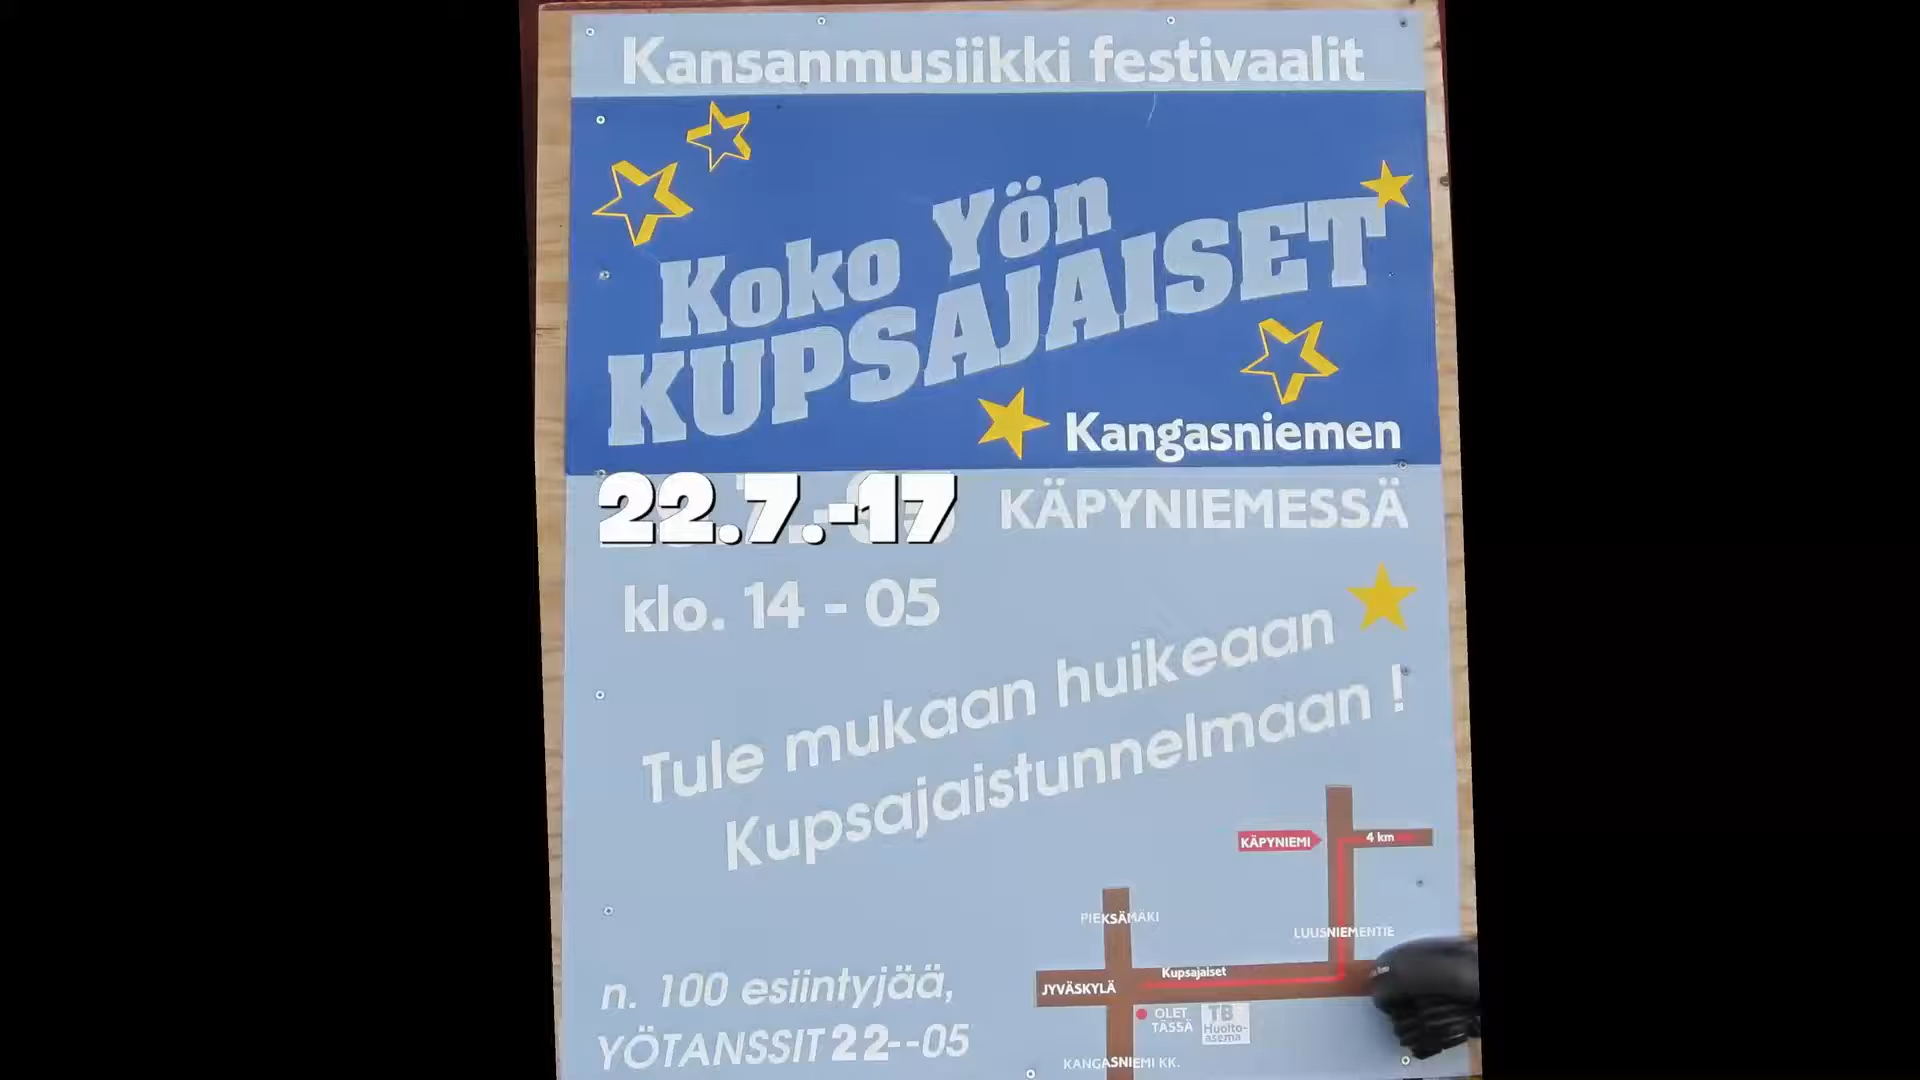 Kansanmusiikki festivaalit
Koko Yön
KUPSAJAISET
Kangasniemen
22.7.-17 KÄPYNIEMESSÄ
klo. 14 - 05
Tule mukaan huikeaan
Kupsajaistunnelmaan !
KÄPYNIEMI
4 km
PIEKSÄMÄKI
LUUSNIEMENTIE
Kupsajaiset
km
JYVÄSKYLÄ
OLET
TÄSSÄ
TB
Huolto-
asema
KANGASNIEMI KK.
n. 100 esiintyjää,
YÖTANSSIT 22--05